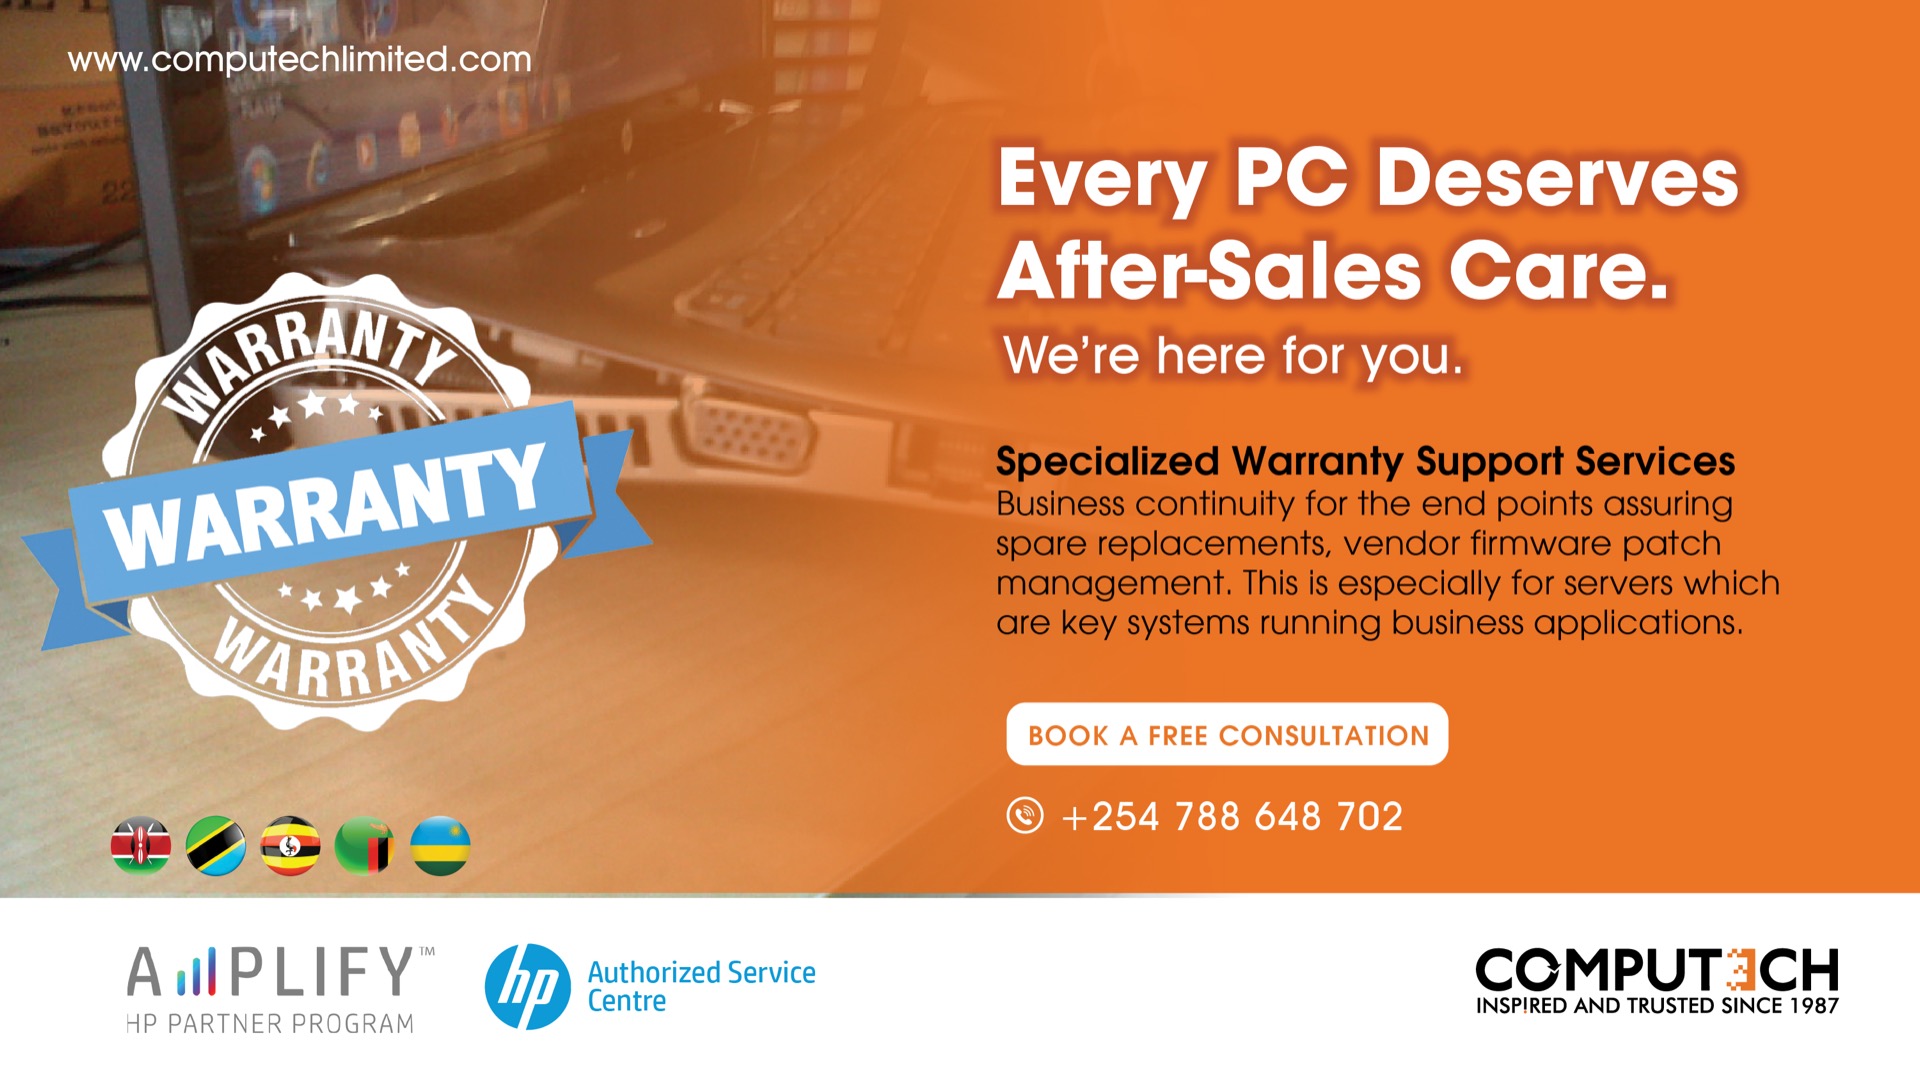 www.computechlimited.com
Every PC Deserves
After-Sales Care.
We're here for you.
WARRANTY
WARRANTY
WARRANTY
Specialized Warranty Support Services
Business continuity for the end points assuring
spare replacements, vendor firmware patch
management. This is especially for servers which
are key systems running business applications.
BOOK A FREE CONSULTATION
+254 788 648 702
AMPLIFY™
HP PARTNER PROGRAM
hp
Authorized Service
Centre
COMPUTECH
INSPIRED AND TRUSTED SINCE 1987